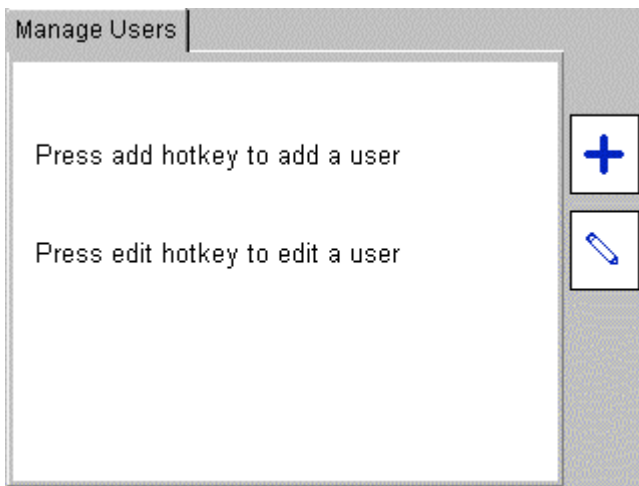 Manage Users
Press add hotkey to add a user
Press edit hotkey to edit a user